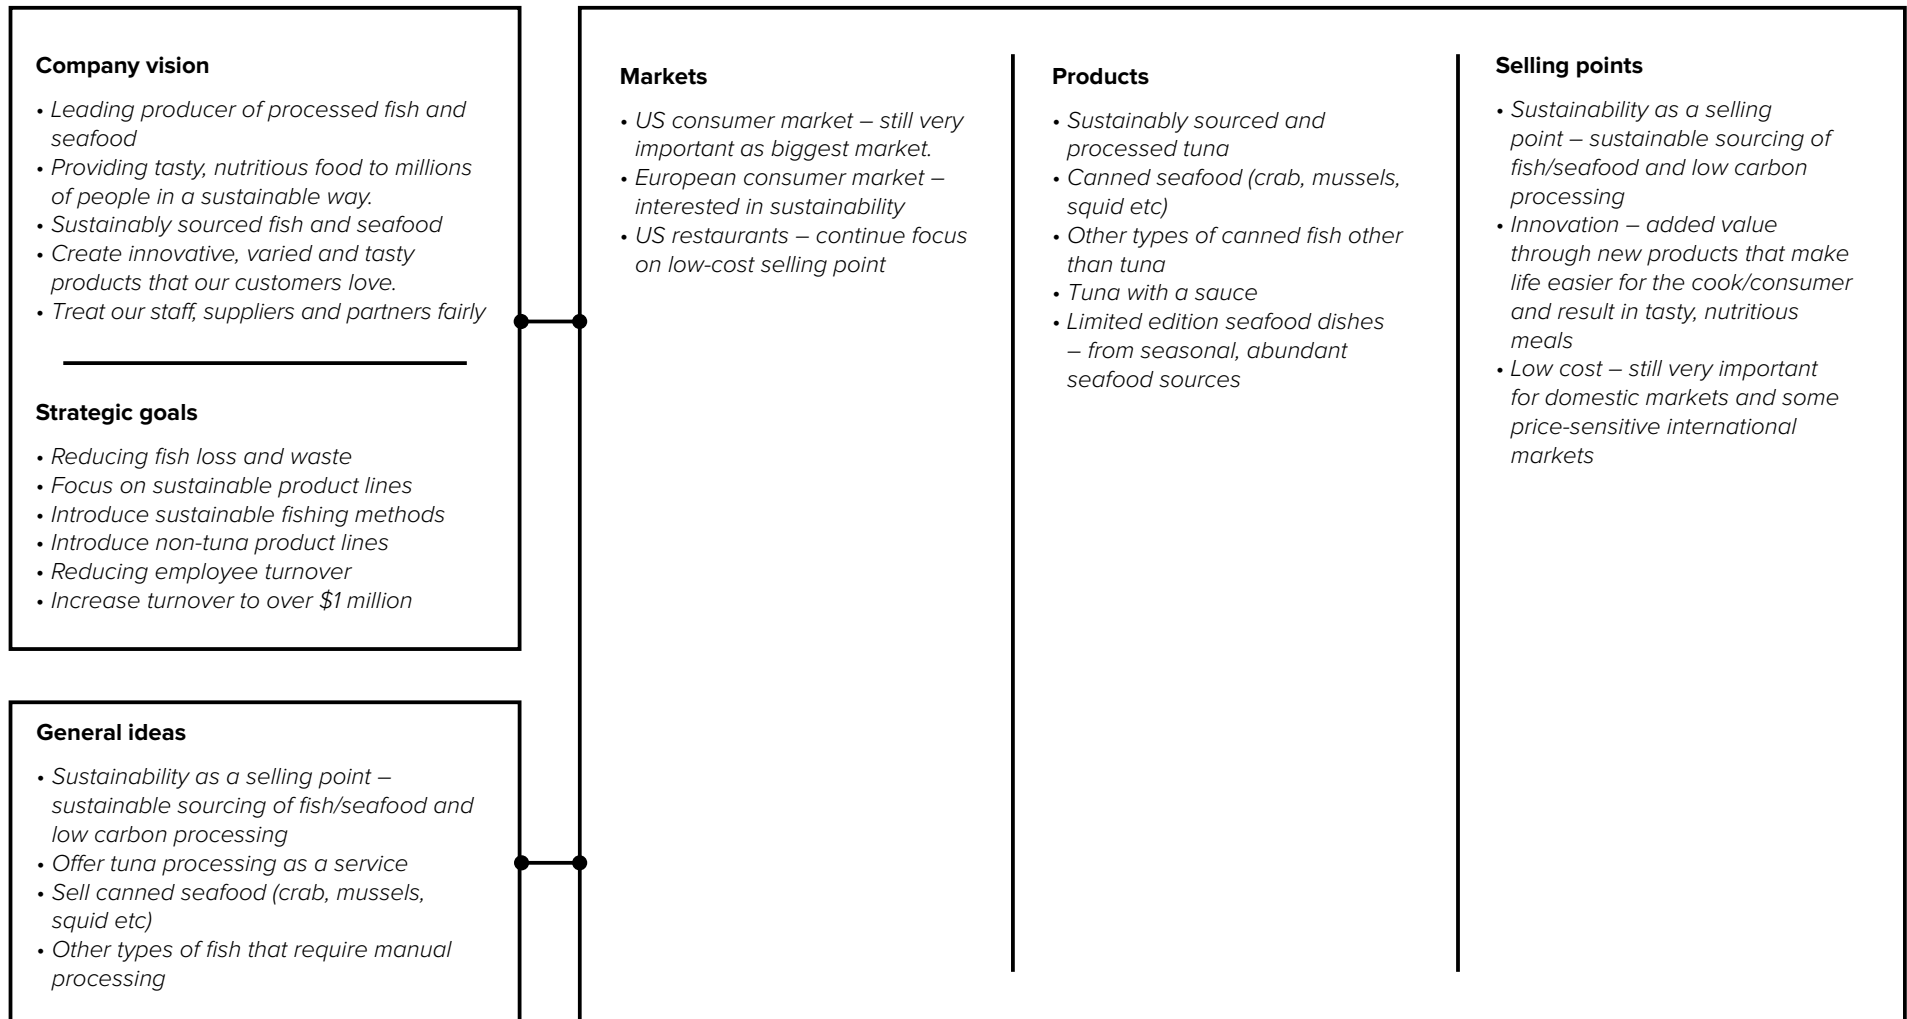 Company vision
• Leading producer of processed fish and
seafood
• Providing tasty, nutritious food to millions
of people in a sustainable way.
• Sustainably sourced fish and seafood
• Create innovative, varied and tasty
products that our customers love.
• Treat our staff, suppliers and partners fairly
Strategic goals
• Reducing fish loss and waste
• Focus on sustainable product lines
• Introduce sustainable fishing methods
• Introduce non-tuna product lines
• Reducing employee turnover
• Increase turnover to over $1 million
General ideas
• Sustainability as a selling point –
sustainable sourcing of fish/seafood and
low carbon processing
• Offer tuna processing as a service
• Sell canned seafood (crab, mussels,
squid etc)
• Other types of fish that require manual
processing
Markets
• US consumer market – still very
important as biggest market.
• European consumer market –
interested in sustainability
• US restaurants – continue focus
on low-cost selling point
Products
• Sustainably sourced and
processed tuna
• Canned seafood (crab, mussels,
squid etc)
• Other types of canned fish other
than tuna
• Tuna with a sauce
• Limited edition seafood dishes
– from seasonal, abundant
seafood sources
Selling points
• Sustainability as a selling
point – sustainable sourcing of
fish/seafood and low carbon
processing
• Innovation – added value
through new products that make
life easier for the cook/consumer
and result in tasty, nutritious
meals
• Low cost – still very important
for domestic markets and some
price-sensitive international
markets